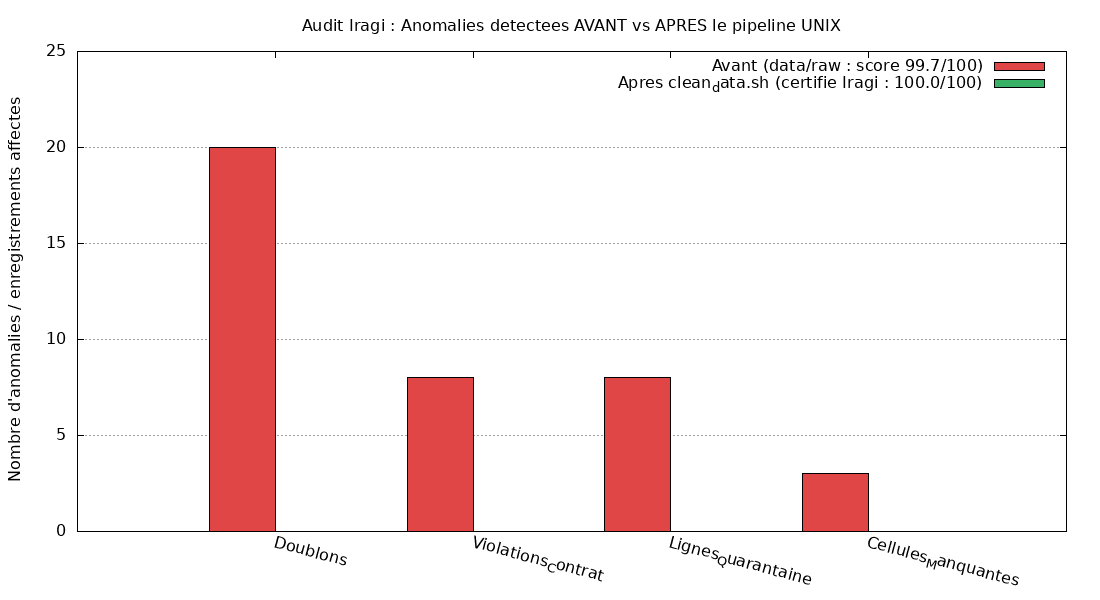 Audit Iragi : Anomalies detectees AVANT vs APRES le pipeline UNIX
25
20
15
10
5
0
Nombre d'anomalies / enregistrements affectes
Avant (data/raw : score 99.7/100)
Apres clean_data.sh (certifie Iragi : 100.0/100)
Doublons
Violations_Contrat
Lignes_Quarantaine
Cellules_Manquantes